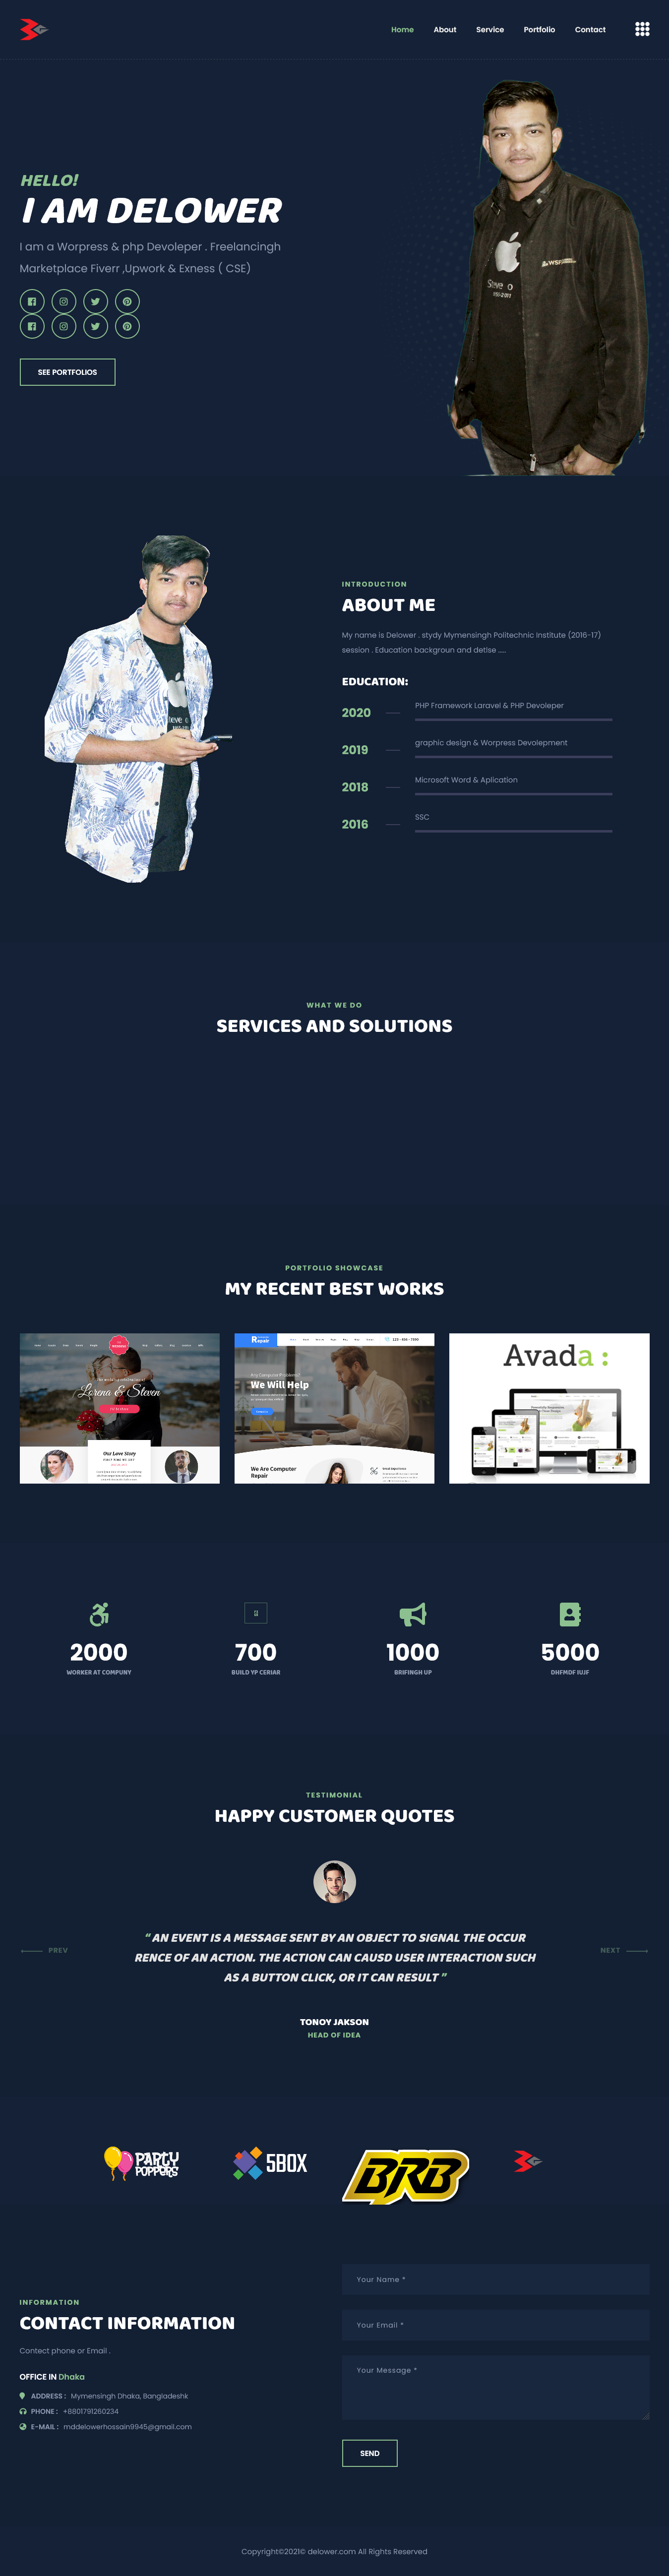 Home About Service Portfolio Contact
HELLO!
I AM DELOWER
I am a Worpress & php Devoleper . Freelancingh
Marketplace Fiverr ,Upwork & Exness ( CSE)
SEE PORTFOLIOS
INTRODUCTION
ABOUT ME
My name is Delower . stydy Mymensingh Politechnic Institute (2016-17)
session . Education backgroun and detlse .....
EDUCATION:
2020 PHP Framework Laravel & PHP Devoleper
2019 graphic design & Worpress Devolepment
2018 Microsoft Word & Aplication
2016 SSC
WHAT WE DO
SERVICES AND SOLUTIONS
PORTFOLIO SHOWCASE
MY RECENT BEST WORKS
Lorena & Steven
Our Love Story
Repair
We Will Help
We Are Computer
Repair
Avada :
2000 700 1000 5000
WORKER AT COMPUNY BUILD YP CERIAR BRIFINGH UP DHFMDF IUJF
TESTIMONIAL
HAPPY CUSTOMER QUOTES
“ AN EVENT IS A MESSAGE SENT BY AN OBJECT TO SIGNAL THE OCCUR
RENCE OF AN ACTION. THE ACTION CAN CAUSD USER INTERACTION SUCH
AS A BUTTON CLICK, OR IT CAN RESULT ”
PREV
NEXT
TONOY JAKSON
HEAD OF IDEA
PARTY
POPPERS
5BOX
BRB
INFORMATION
CONTACT INFORMATION
Contect phone or Email .
OFFICE IN Dhaka
ADDRESS : Mymensingh Dhaka, Bangladeshk
PHONE : +8801791260234
E-MAIL : mddelowerhossain9945@gmail.com
Your Name *
Your Email *
Your Message *
SEND
Copyright©2021© delower.com All Rights Reserved